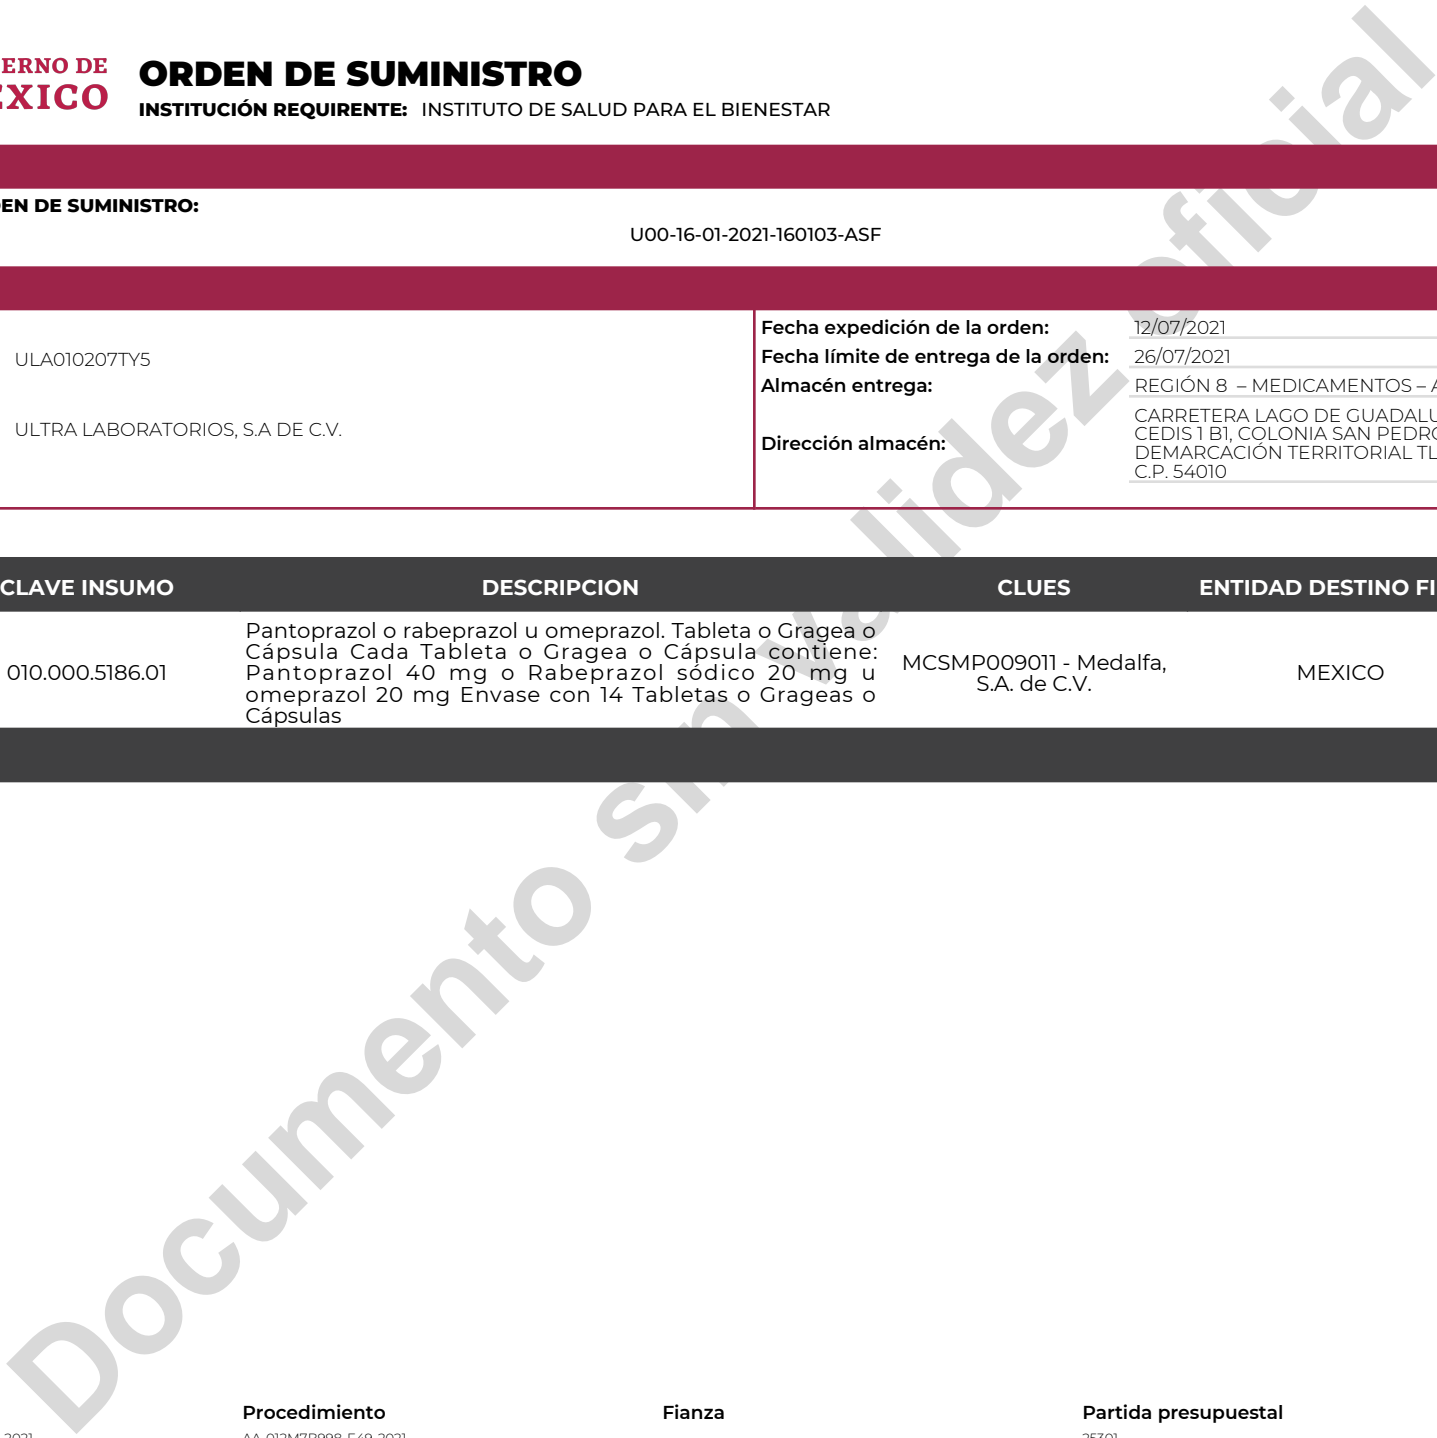 ERNO DE
EXICO
ORDEN DE SUMINISTRO
INSTITUCIÓN REQUIRENTE: INSTITUTO DE SALUD PARA EL BIENESTAR
EN DE SUMINISTRO:
U00-16-01-2021-160103-ASF
ULA010207TY5
ULTRA LABORATORIOS, S.A DE C.V.
Fecha expedición de la orden: 12/07/2021
Fecha límite de entrega de la orden: 26/07/2021
Almacén entrega: REGIÓN 8 – MEDICAMENTOS – A
Dirección almacén:
CARRETERA LAGO DE GUADALU
CEDIS 1 B1, COLONIA SAN PEDRO
DEMARCACIÓN TERRITORIAL TL
C.P. 54010
CLAVE INSUMO DESCRIPCION CLUES ENTIDAD DESTINO FI
010.000.5186.01
Pantoprazol o rabeprazol u omeprazol. Tableta o Gragea o
Cápsula Cada Tableta o Gragea o Cápsula contiene:
Pantoprazol 40 mg o Rabeprazol sódico 20 mg u
omeprazol 20 mg Envase con 14 Tabletas o Grageas o
Cápsulas
MCSMP009011 - Medalfa,
S.A. de C.V.
MEXICO
Documento sin validez oficial
Procedimiento Fianza Partida presupuestal